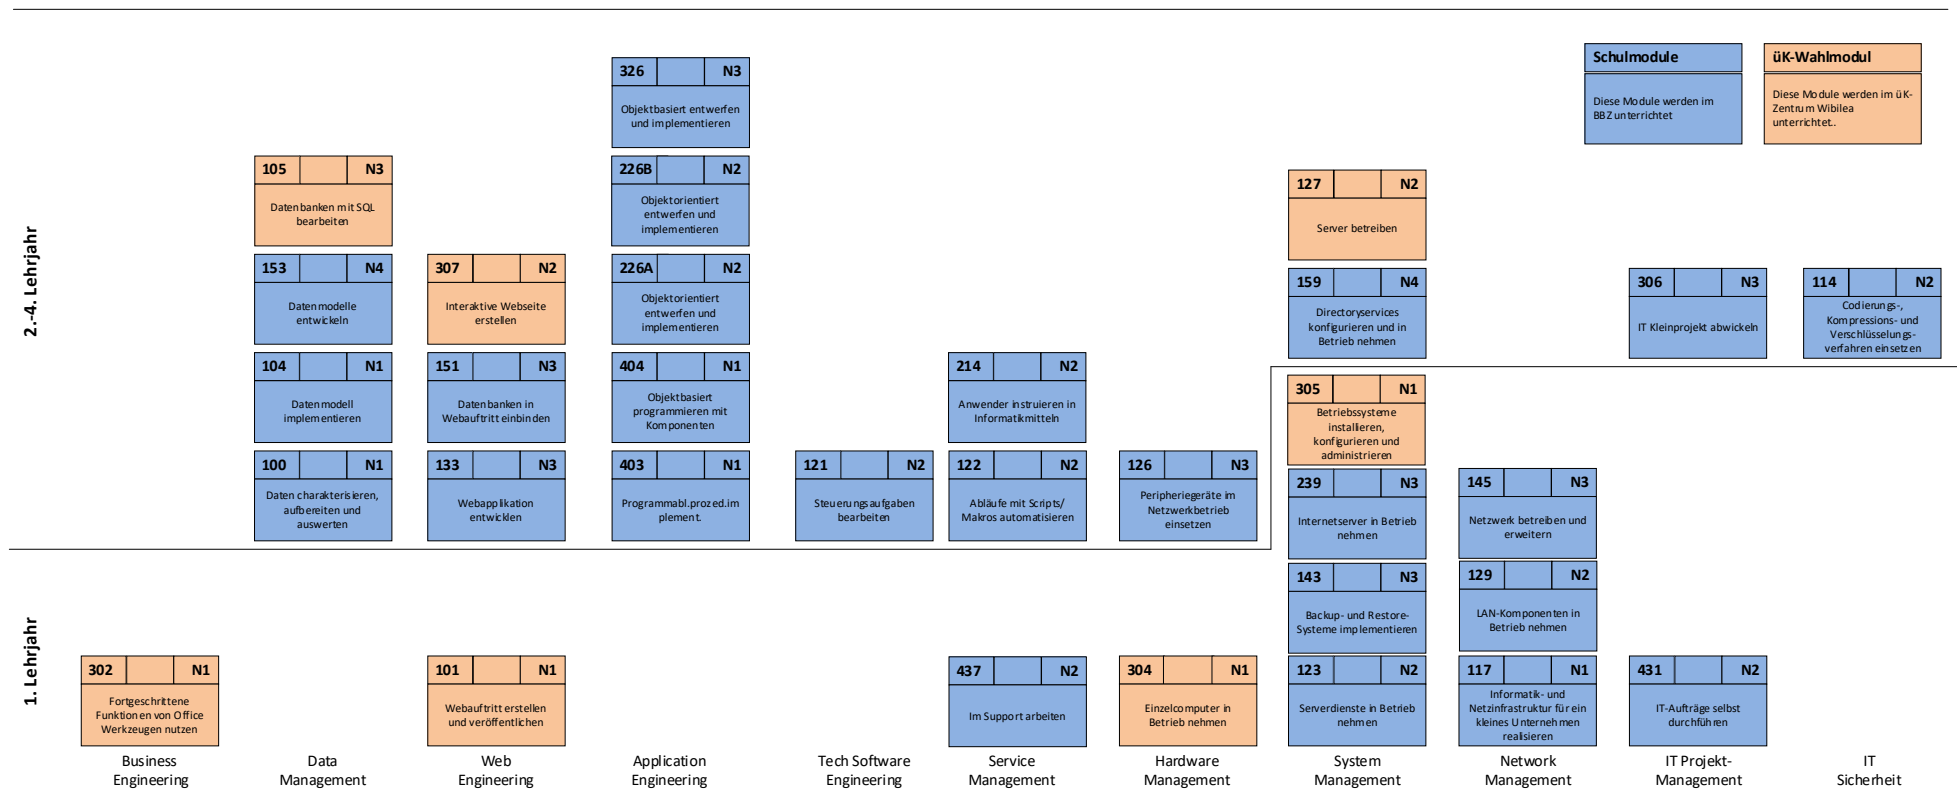 Schulmodule
Diese Module werden im
BBZ unterrichtet
üK-Wahlmodul
Diese Module werden im üK-
Zentrum Wibilea
unterrichtet..
2.-4. Lehrjahr
326 N3
Objektbasiert entwerfen
und implementieren
105 N3
Datenbanken mit SQL
bearbeiten
226B N2
Objektorientiert
entwerfen und
implementieren
127 N2
Server betreiben
153 N4
Datenmodelle
entwickeln
307 N2
Interaktive Webseite
erstellen
226A N2
Objektorientiert
entwerfen und
implementieren
159 N4
Directoryservices
konfigurieren und in
Betrieb nehmen
306 N3
IT Kleinprojekt abwickeln
114 N2
Codierungs-,
Kompressions- und
Verschlüsselungs-
verfahren einsetzen
104 N1
Datenmodell
implementieren
151 N3
Datenbanken in
Webauftritt einbinden
404 N1
Objektbasiert
programmieren mit
Komponenten
214 N2
Anwender instruieren in
Informatikmitteln
305 N1
Betriebssysteme
installieren,
konfigurieren und
administrieren
100 N1
Daten charakterisieren,
aufbereiten und
auswerten
133 N3
Webapplikation
entwicklen
403 N1
Programmabl.prozed.im
plement.
121 N2
Steuerungsaufgaben
bearbeiten
122 N2
Abläufe mit Scripts/
Makros automatisieren
126 N3
Peripheriegeräte im
Netzwerkbetrieb
einsetzen
239 N3
Internetserver in Betrieb
nehmen
145 N3
Netzwerk betreiben und
erweitern
1. Lehrjahr
143 N3
Backup- und Restore-
Systeme implementieren
129 N2
LAN-Komponenten in
Betrieb nehmen
302 N1
Fortgeschrittene
Funktionen von Office
Werkzeugen nutzen
101 N1
Webauftritt erstellen
und veröffentlichen
437 N2
Im Support arbeiten
304 N1
Einzelcomputer in
Betrieb nehmen
123 N2
Serverdienste in Betrieb
nehmen
117 N1
Informatik- und
Netzinfrastruktur für ein
kleines Unternehmen
realisieren
431 N2
IT-Aufträge selbst
durchführen
Business
Engineering
Data
Management
Web
Engineering
Application
Engineering
Tech Software
Engineering
Service
Management
Hardware
Management
System
Management
Network
Management
IT Projekt-
Management
IT
Sicherheit